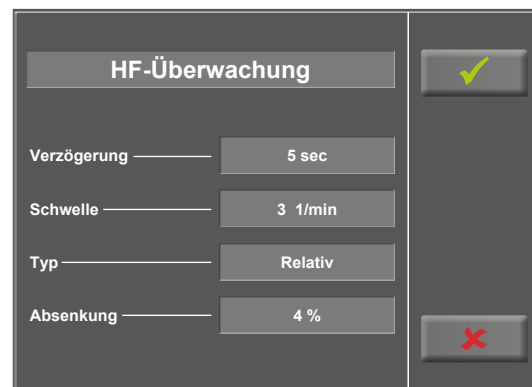 HF-Überwachung
Verzögerung 5 sec
Schwelle 3 1/min
Typ Relativ
Absenkung 4 %